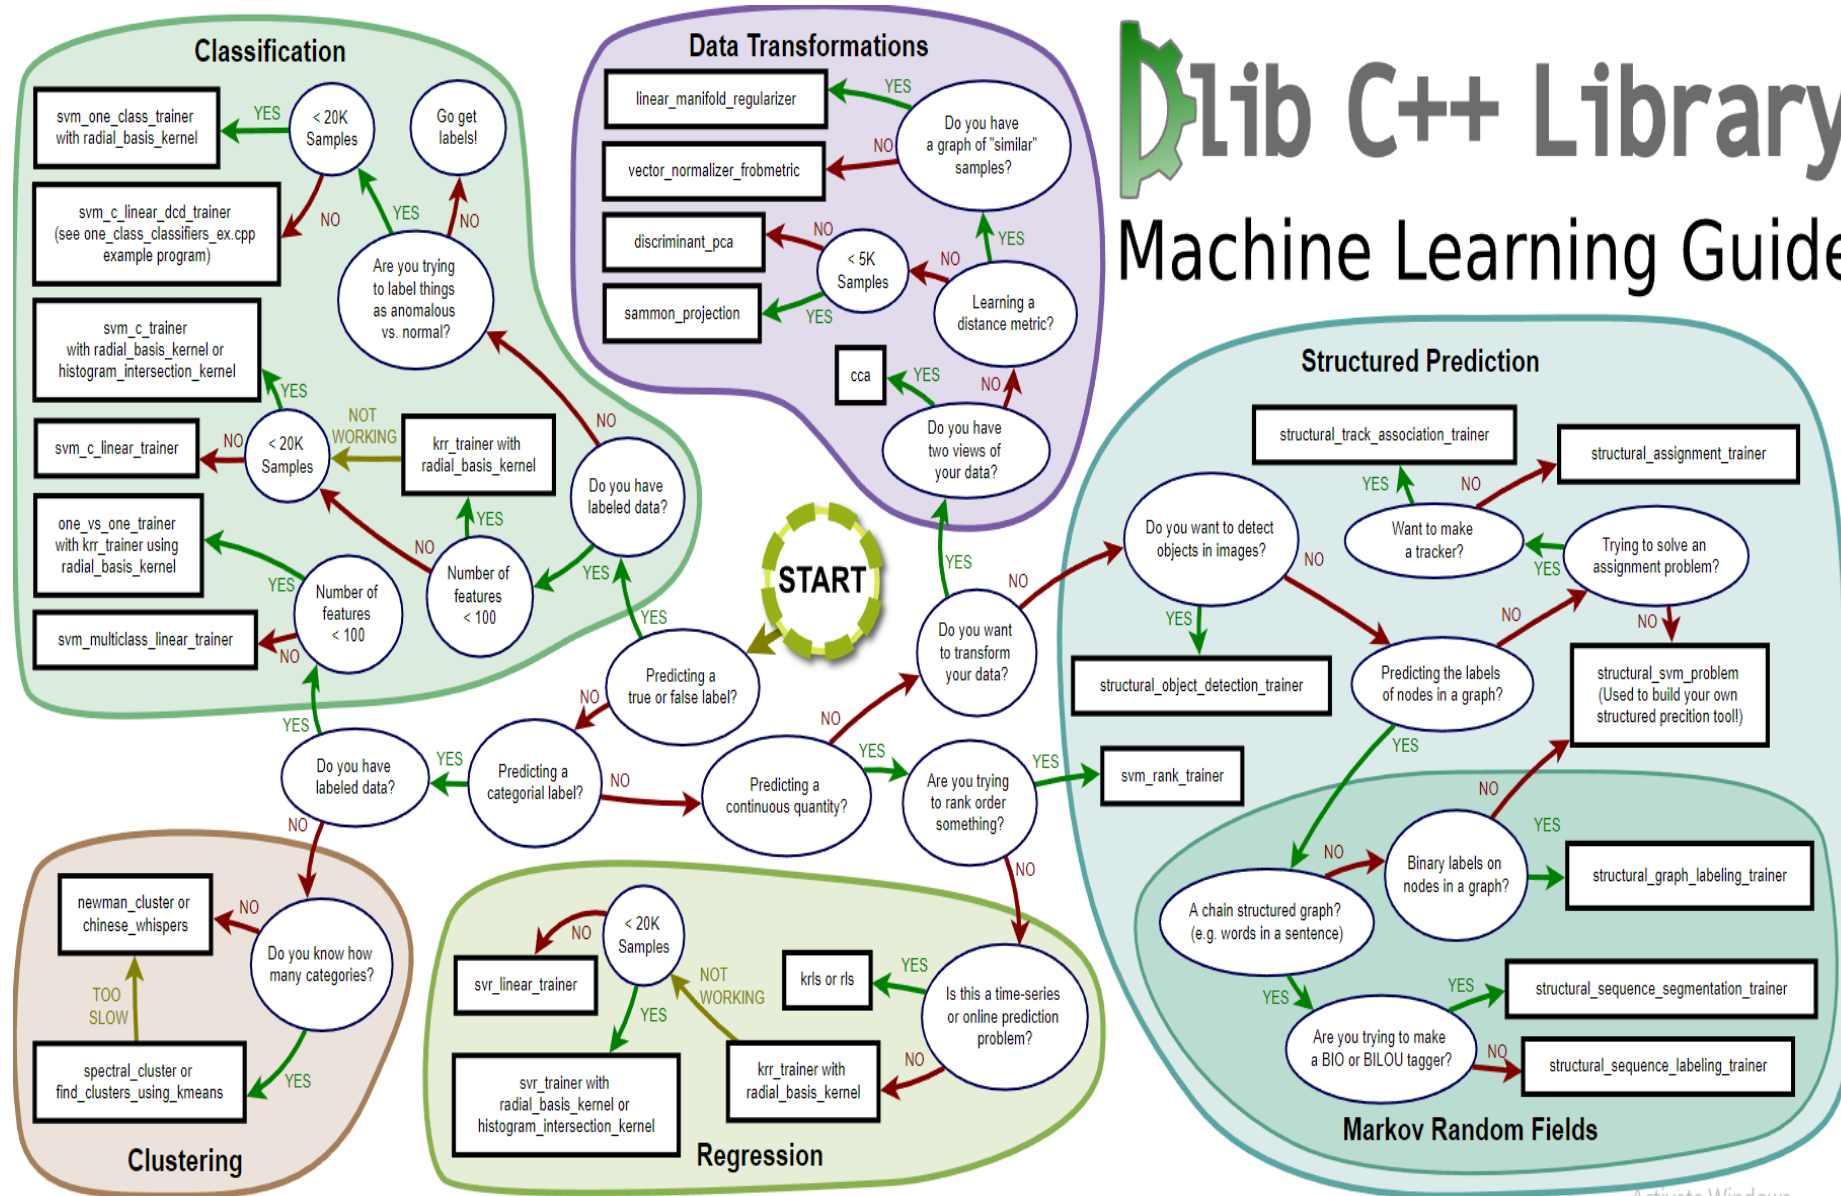 Classification
svm_one_class_trainer
with radial_basis_kernel
YES
< 20K
Samples
Go get
labels!
NO
svm_c_linear_dcd_trainer
(see one_class_classifiers_ex.cpp
example program)
YES
NO
Are you trying
to label things
as anomalous
vs. normal?
svm_c_trainer
with radial_basis_kernel or
histogram_intersection_kernel
YES
NOT
WORKING
NO
svm_c_linear_trainer
NO
< 20K
Samples
krr_trainer with
radial_basis_kernel
Do you have
labeled data?
one_vs_one_trainer
with krr_trainer using
radial_basis_kernel
YES
NO
YES
YES
Number of
features
< 100
Number of
features
< 100
svm_multiclass_linear_trainer
NO
YES
Data Transformations
linear_manifold_regularizer
YES
Do you have
a graph of "similar"
samples?
NO
vector_normalizer_frobmetric
discriminant_pca
NO
YES
NO
< 5K
Samples
Learning a
distance metric?
sammon_projection
YES
cca
YES
NO
Do you have
two views of
your data?
YES
Dlib C++ Library
Machine Learning Guide
START
Predicting a
true or false label?
NO
Do you want
to transform
your data?
NO
YES
Do you have
labeled data?
YES
Predicting a
categorial label?
NO
Predicting a
continuous quantity?
NO
YES
Are you trying
to rank order
something?
YES
svm_rank_trainer
NO
NO
Structured Prediction
structural_track_association_trainer
structural_assignment_trainer
YES
NO
Do you want to detect
objects in images?
NO
Want to make
a tracker?
YES
Trying to solve an
assignment problem?
YES
NO
NO
structural_object_detection_trainer
Predicting the labels
of nodes in a graph?
structural_svm_problem
(Used to build your own
structured precition tool!)
YES
NO
Binary labels on
nodes in a graph?
YES
structural_graph_labeling_trainer
NO
A chain structured graph?
(e.g. words in a sentence)
YES
YES
structural_sequence_segmentation_trainer
Are you trying to make
a BIO or BILOU tagger?
NO
structural_sequence_labeling_trainer
Markov Random Fields
newman_cluster or
chinese_whispers
NO
Do you know how
many categories?
TOO
SLOW
YES
spectral_cluster or
find_clusters_using_kmeans
Clustering
< 20K
Samples
NO
svr_linear_trainer
NOT
WORKING
YES
krls or rls
YES
Is this a time-series
or online prediction
problem?
NO
svr_trainer with
radial_basis_kernel or
histogram_intersection_kernel
krr_trainer with
radial_basis_kernel
Regression